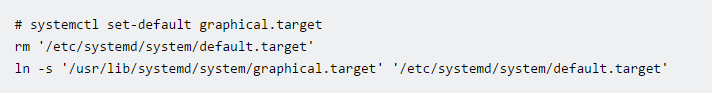 # systemctl set-default graphical.target
rm '/etc/systemd/system/default.target'
ln -s '/usr/lib/systemd/system/graphical.target' '/etc/systemd/system/default.target'